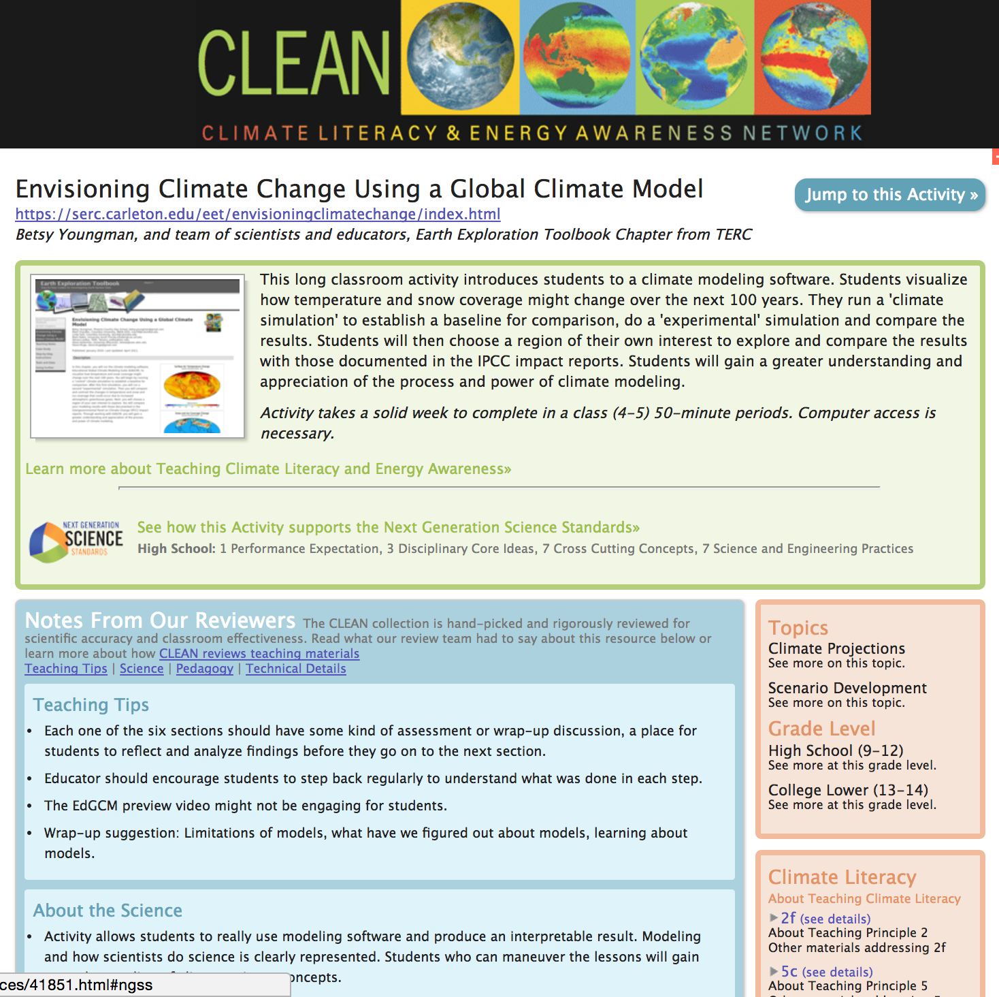 CLEAN
CLIMATE LITERACY & ENERGY AWARENESS NETWORK
Envisioning Climate Change Using a Global Climate Model
Jump to this Activity »
https://serc.carleton.edu/eet/envisioningclimatechange/index.html
Betsy Youngman, and team of scientists and educators, Earth Exploration Toolbook Chapter from TERC
Earth Exploration Toolbook
Envisioning Climate Change Using a Global Climate
Model
Description
This long classroom activity introduces students to a climate modeling software. Students visualize
how temperature and snow coverage might change over the next 100 years. They run a 'climate
simulation' to establish a baseline for comparison, do a 'experimental' simulation and compare the
results. Students will then choose a region of their own interest to explore and compare the results
with those documented in the IPCC impact reports. Students will gain a greater understanding and
appreciation of the process and power of climate modeling.
Activity takes a solid week to complete in a class (4-5) 50-minute periods. Computer access is
necessary.
Learn more about Teaching Climate Literacy and Energy Awareness»
NEXT GENERATION
SCIENCE
STANDARDS
See how this Activity supports the Next Generation Science Standards»
High School: 1 Performance Expectation, 3 Disciplinary Core Ideas, 7 Cross Cutting Concepts, 7 Science and Engineering Practices
Notes From Our Reviewers The CLEAN collection is hand-picked and rigorously reviewed for
scientific accuracy and classroom effectiveness. Read what our review team had to say about this resource below or
learn more about how CLEAN reviews teaching materials
Teaching Tips | Science | Pedagogy | Technical Details
Teaching Tips
• Each one of the six sections should have some kind of assessment or wrap-up discussion, a place for
students to reflect and analyze findings before they go on to the next section.
• Educator should encourage students to step back regularly to understand what was done in each step.
• The EdGCM preview video might not be engaging for students.
• Wrap-up suggestion: Limitations of models, what have we figured out about models, learning about
models.
About the Science
• Activity allows students to really use modeling software and produce an interpretable result. Modeling
and how scientists do science is clearly represented. Students who can maneuver the lessons will gain
oncepts.
ces/41851.html#ngss
Topics
Climate Projections
See more on this topic.
Scenario Development
See more on this topic.
Grade Level
High School (9-12)
See more at this grade level.
College Lower (13-14)
See more at this grade level.
Climate Literacy
About Teaching Climate Literacy
2f (see details)
About Teaching Principle 2
Other materials addressing 2f
5c (see details)
About Teaching Principle 5